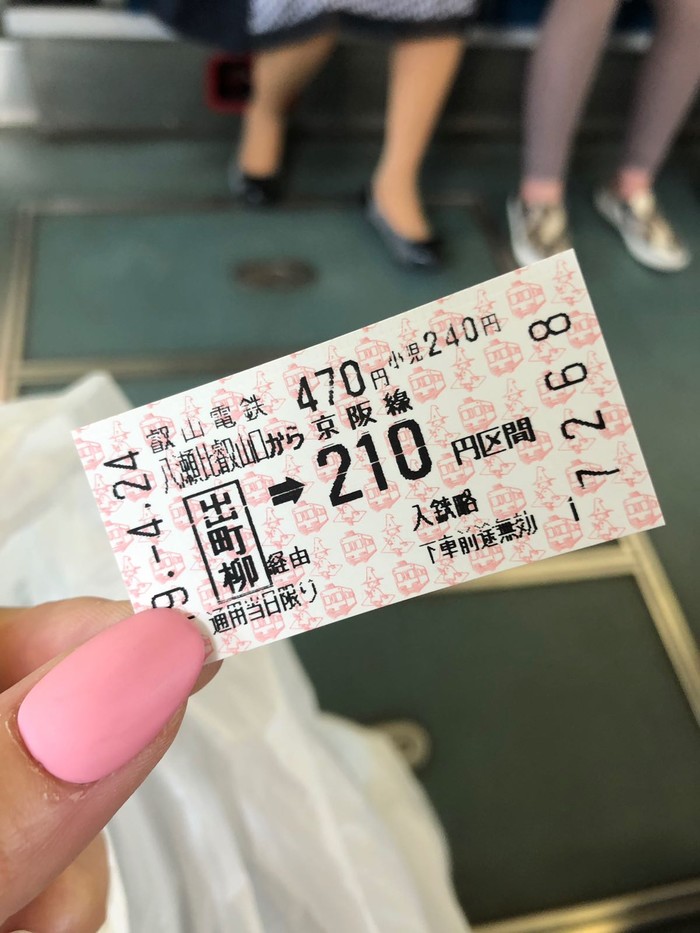 叡山電鉄 470円 小児240円
八瀬比叡山口から 京阪線
出町柳 ➡ 210 円区間
経由 入鉄略
通用当日限り 下車前途無効
9.-4.24
7268